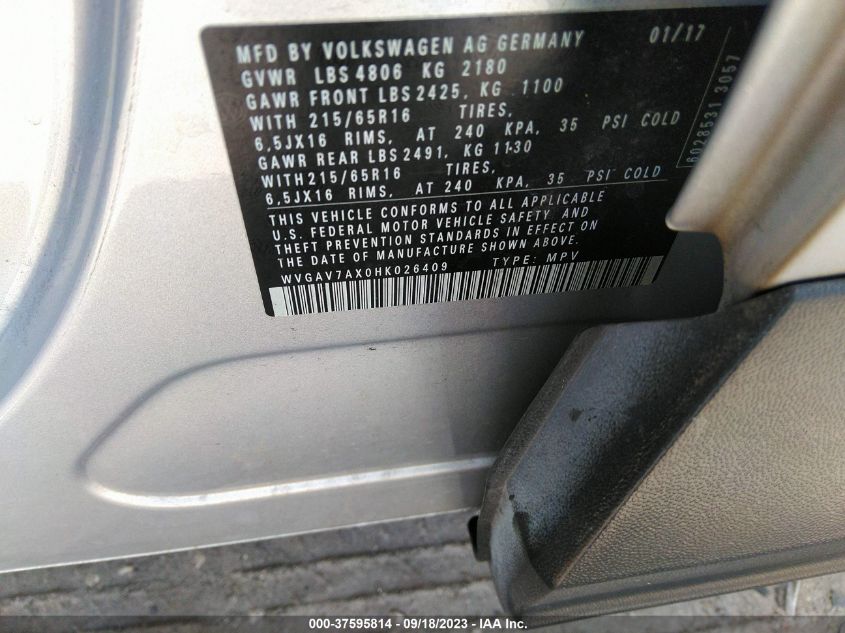 MFD BY VOLKSWAGEN AG GERMANY 01/17
GVWR LBS 4806 KG 2180
GAWR FRONT LBS 2425, KG 1100
WITH 215/65R16 TIRES,
6,5JX16 RIMS, AT 240 KPA, 35 PSI COLD
GAWR REAR LBS 2491, KG 1130
WITH215/65R16 TIRES,
6,5JX16 RIMS, AT 240 KPA, 35 PSI COLD
THIS VEHICLE CONFORMS TO ALL APPLICABLE
U.S. FEDERAL MOTOR VEHICLE SAFETY AND
THEFT PREVENTION STANDARDS IN EFFECT ON
THE DATE OF MANUFACTURE SHOWN ABOVE.
WVGAV7AX0HK026409 TYPE: MPV
6028531 3057
000-37595814 - 09/18/2023 - IAA Inc.